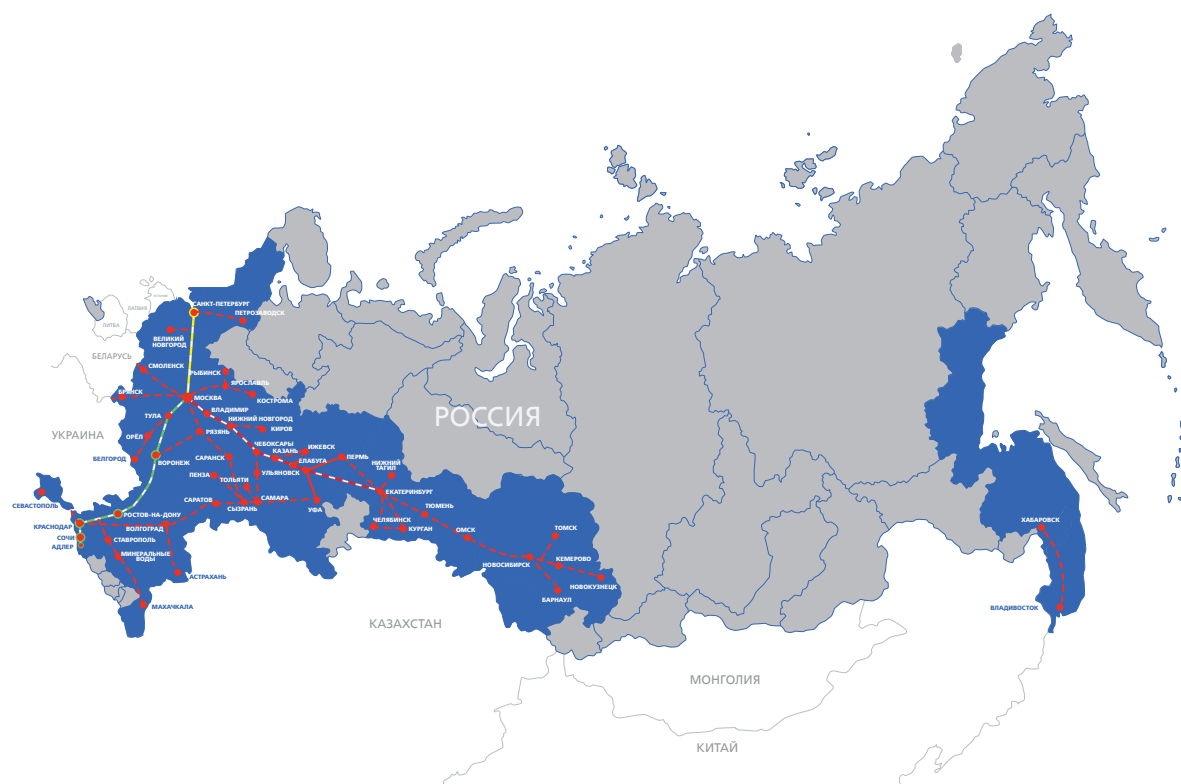 САНКТ-ПЕТЕРБУРГ
ПЕТРОЗАВОДСК
ЛАТВИЯ
ЛИТВА
ВЕЛИКИЙ
НОВГОРОД
БЕЛАРУСЬ
СМОЛЕНСК
РЫБИНСК
ЯРОСЛАВЛЬ
БРЯНСК
МОСКВА
КОСТРОМА
ВЛАДИМИР
ТУЛА
НИЖНИЙ НОВГОРОД
РОССИЯ
КИРОВ
РЯЗАНЬ
УКРАИНА
ОРЁЛ
ЧЕБОКСАРЫ
ИЖЕВСК
КАЗАНЬ
БЕЛГОРОД
ВОРОНЕЖ
САРАНСК
ЕЛАБУГА
ПЕРМЬ
НИЖНИЙ
ТАГИЛ
ПЕНЗА
УЛЬЯНОВСК
ТОЛЬЯТИ
ЕКАТЕРИНБУРГ
СЕВАСТОПОЛЬ
САРАТОВ
САМАРА
СЫЗРАНЬ
УФА
ТЮМЕНЬ
РОСТОВ-НА-ДОНУ
КРАСНОДАР
ВОЛГОГРАД
ЧЕЛЯБИНСК
КУРГАН
ОМСК
ТОМСК
ХАБАРОВСК
СОЧИ
СТАВРОПОЛЬ
АДЛЕР
МИНЕРАЛЬНЫЕ
ВОДЫ
НОВОСИБИРСК
КЕМЕРОВО
АСТРАХАНЬ
НОВОКУЗНЕЦК
БАРНАУЛ
МАХАЧКАЛА
ВЛАДИВОСТОК
КАЗАХСТАН
МОНГОЛИЯ
КИТАЙ